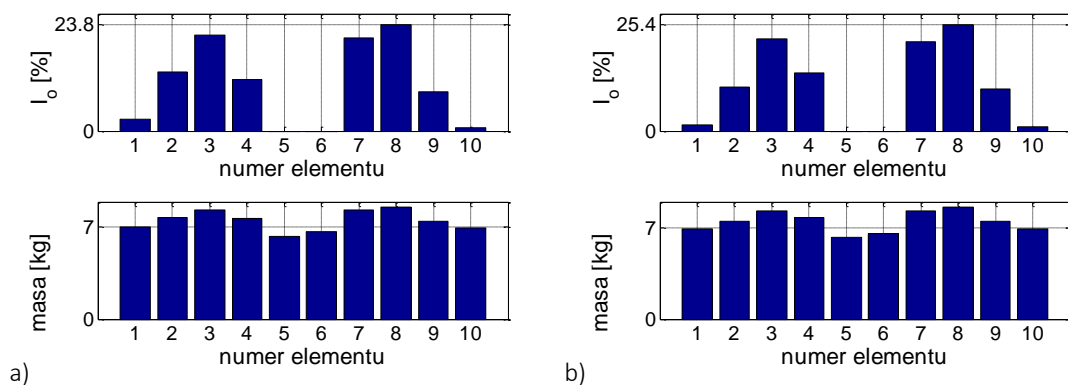 23.8
I_o [%]
0
1 2 3 4 5 6 7 8 9 10
numer elementu
7
masa [kg]
0
1 2 3 4 5 6 7 8 9 10
numer elementu
a)
25.4
I_o [%]
0
1 2 3 4 5 6 7 8 9 10
numer elementu
7
masa [kg]
0
1 2 3 4 5 6 7 8 9 10
numer elementu
b)